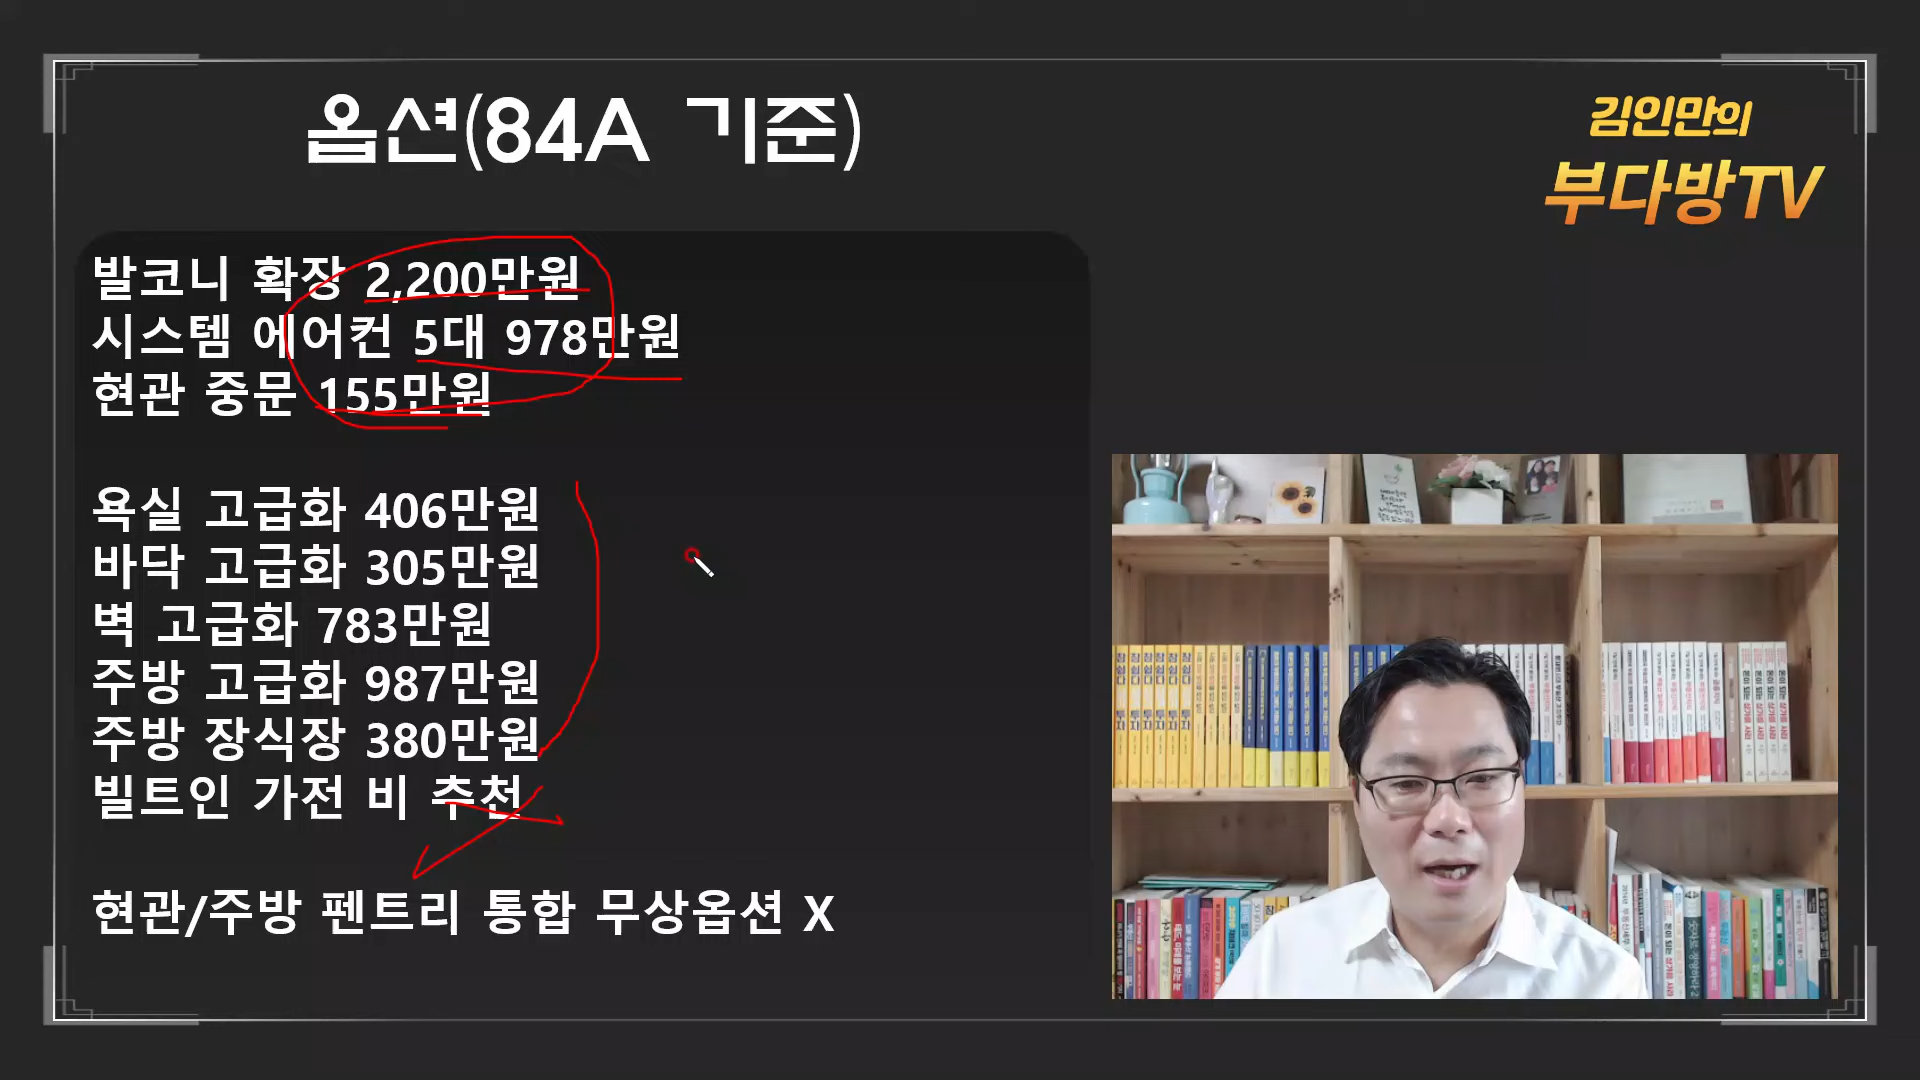 옵션(84A 기준)
김인만의
부다방TV
발코니 확장 2,200만원
시스템 에어컨 5대 978만원
현관 중문 155만원
욕실 고급화 406만원
바닥 고급화 305만원
벽 고급화 783만원
주방 고급화 987만원
주방 장식장 380만원
빌트인 가전 비 추천
현관/주방 펜트리 통합 무상옵션 X